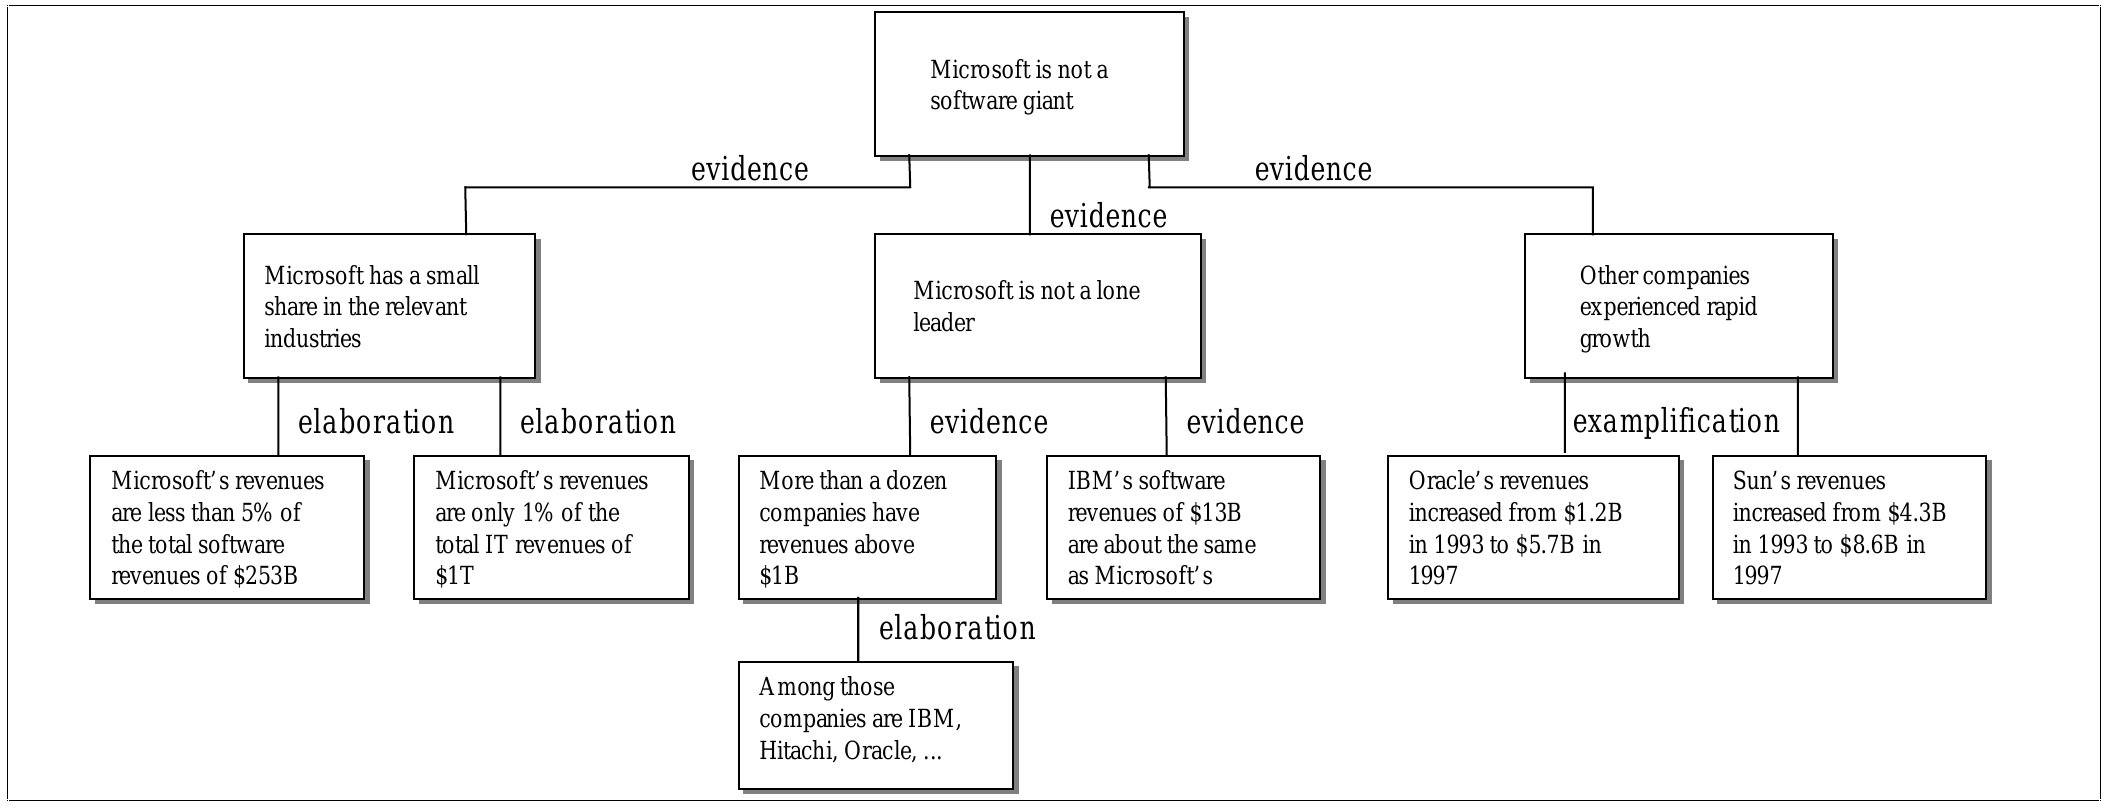 Microsoft is not a
software giant
evidence
evidence
evidence
Microsoft has a small
share in the relevant
industries
Microsoft is not a lone
leader
Other companies
experienced rapid
growth
elaboration
elaboration
evidence
evidence
examplification
Microsoft's revenues
are less than 5% of
the total software
revenues of $253B
Microsoft's revenues
are only 1% of the
total IT revenues of
$1T
More than a dozen
companies have
revenues above
$1B
IBM's software
revenues of $13B
are about the same
as Microsoft's
Oracle's revenues
increased from $1.2B
in 1993 to $5.7B in
1997
Sun's revenues
increased from $4.3B
in 1993 to $8.6B in
1997
elaboration
Among those
companies are IBM,
Hitachi, Oracle, ...